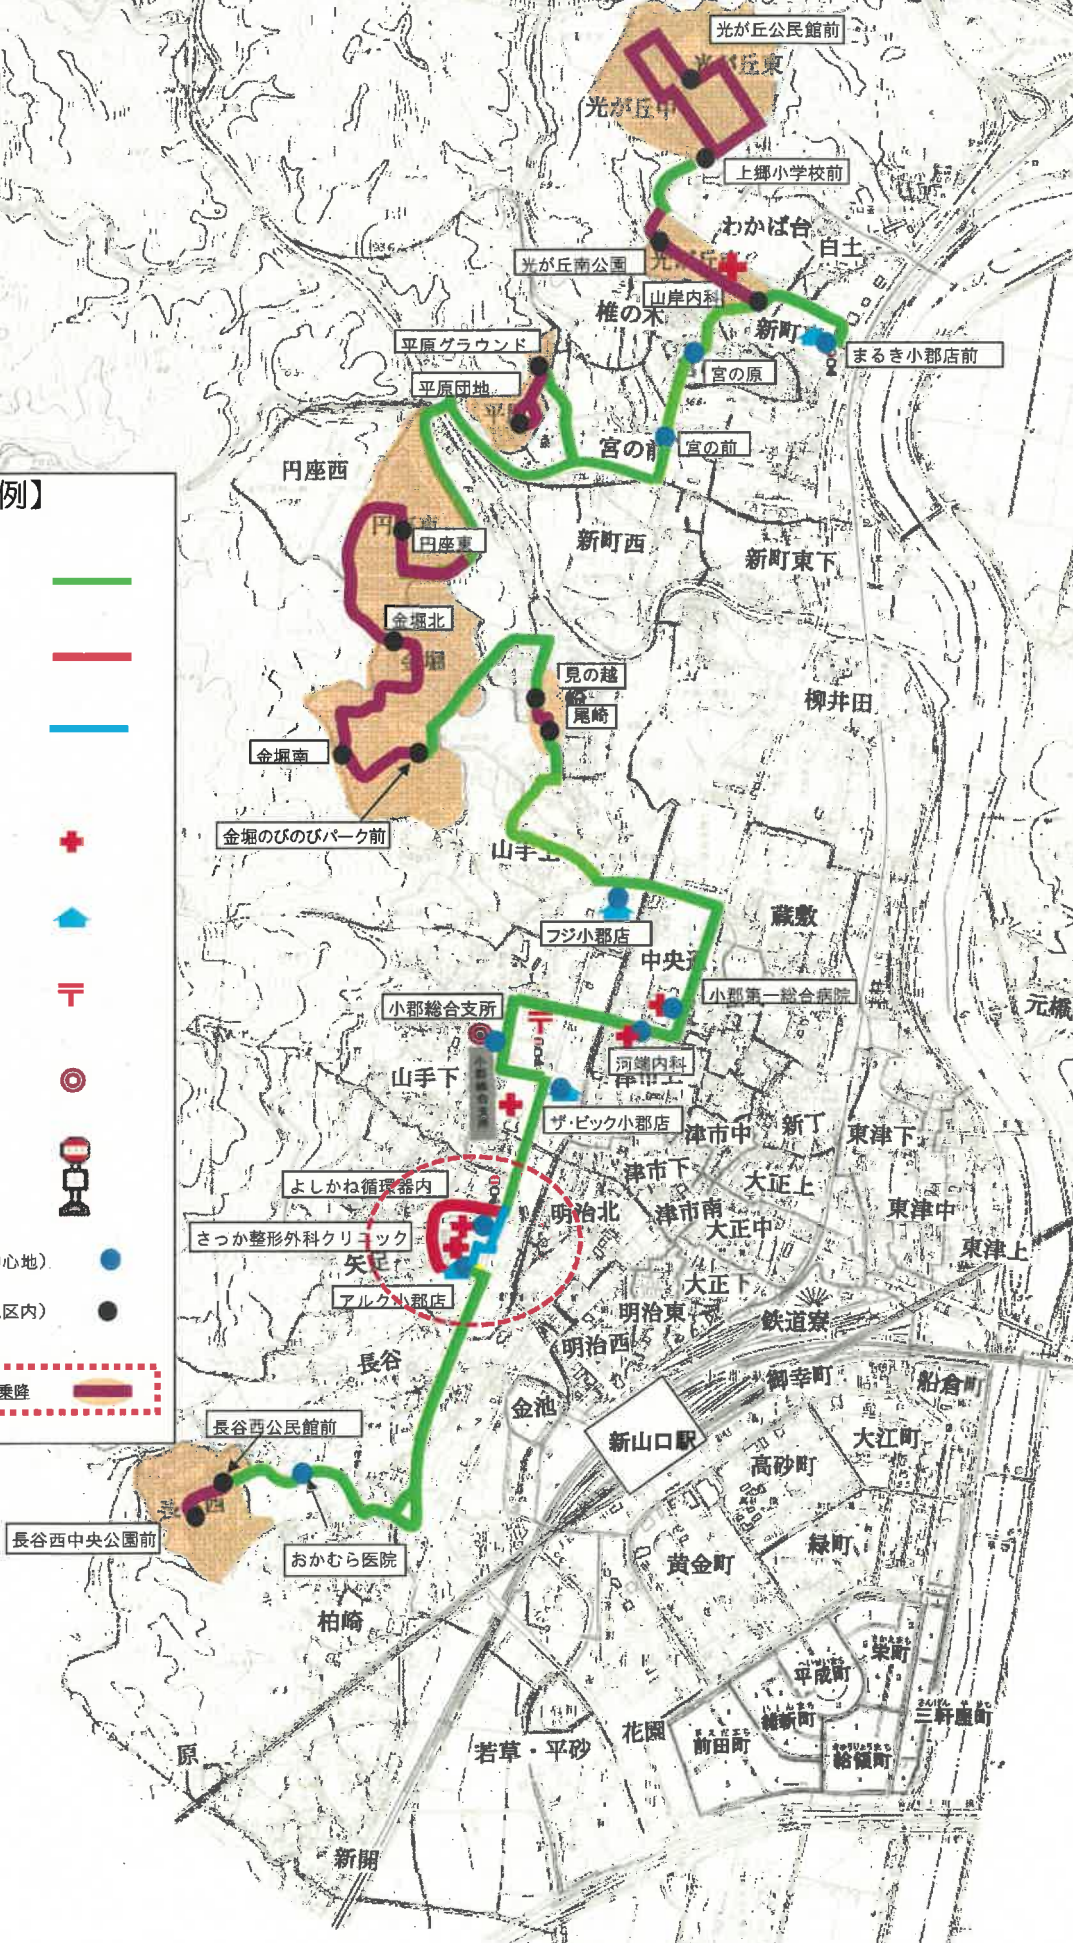 光が丘公民館前
光が丘東
光が丘中
上郷小学校前
わかば台
白土
光が丘南公園
山岸内科
椎の木
新町
まるき小郡店前
平原グラウンド
宮の原
平原団地
宮の前
宮の前
円座西
例】
円座東
新町西
新町東下
金堀北
見の越
尾崎
柳井田
金堀南
金堀のびのびパーク前
山手上
蔵敷
フジ小郡店
中央通
小郡第一総合病院
小郡総合支所
元橋
河端内科
山手下
ザ・ビック小郡店
津市中
新丁
東津下
津市下
大正上
よしかね循環器内
明治北
津市南
大正中
東津中
さっか整形外科クリニック
東津上
矢足
心地)
大正下
アルク小郡店
明治東
鉄道寮
区内)
明治西
長谷
御幸町
船倉町
乗降
金池
長谷西公民館前
新山口駅
大江町
高砂町
長谷西中央公園前
緑町
おかむら医院
黄金町
柏崎
栄町
平成町
維新町
三軒屋町
花園
前田町
給領町
若草・平砂
原
新開